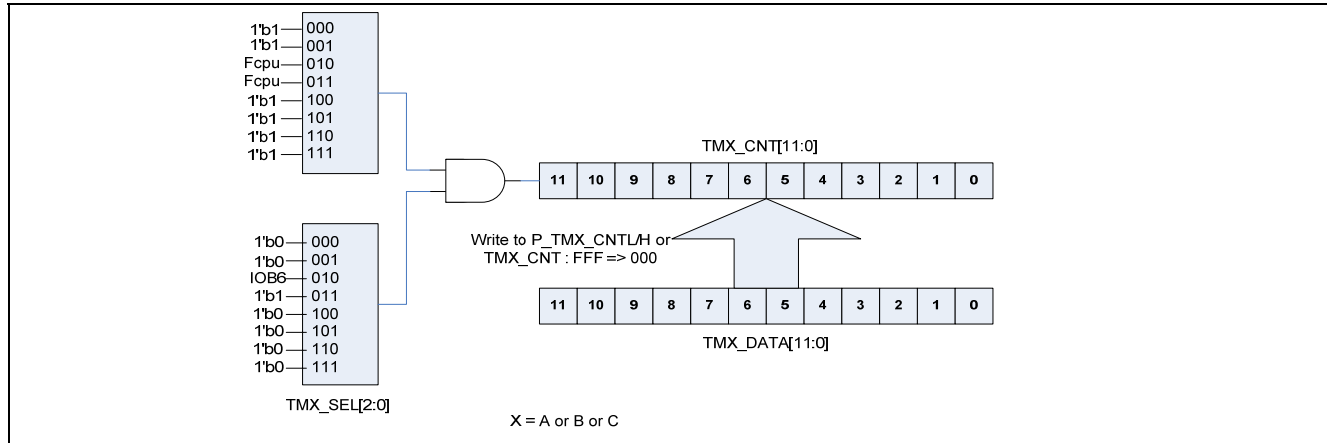 1'b1 000
1'b1 001
Fcpu 010
Fcpu 011
1'b1 100
1'b1 101
1'b1 110
1'b1 111
TMX_CNT[11:0]
11 10 9 8 7 6 5 4 3 2 1 0
Write to P_TMX_CNTL/H or
TMX_CNT : FFF => 000
1'b0 000
1'b0 001
IOB6 010
1'b1 011
1'b0 100
1'b0 101
1'b0 110
1'b0 111
TMX_SEL[2:0]
11 10 9 8 7 6 5 4 3 2 1 0
TMX_DATA[11:0]
X = A or B or C